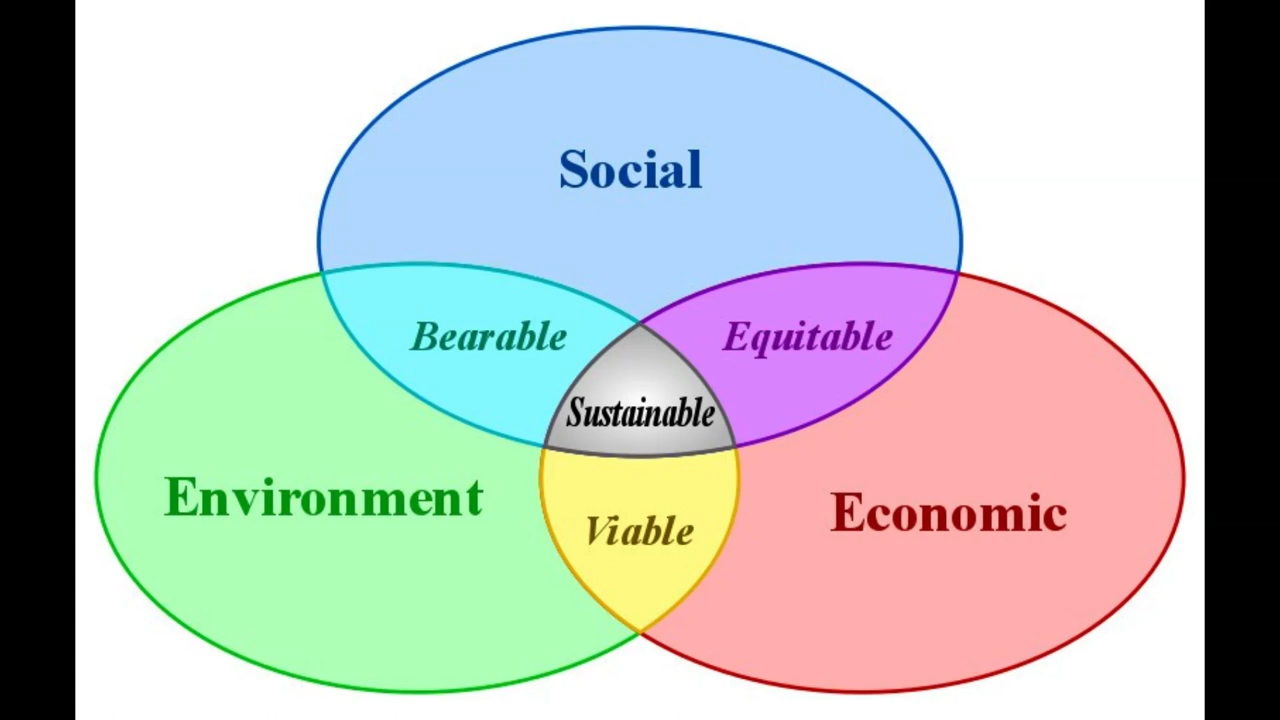 Social
Bearable
Equitable
Sustainable
Environment
Economic
Viable